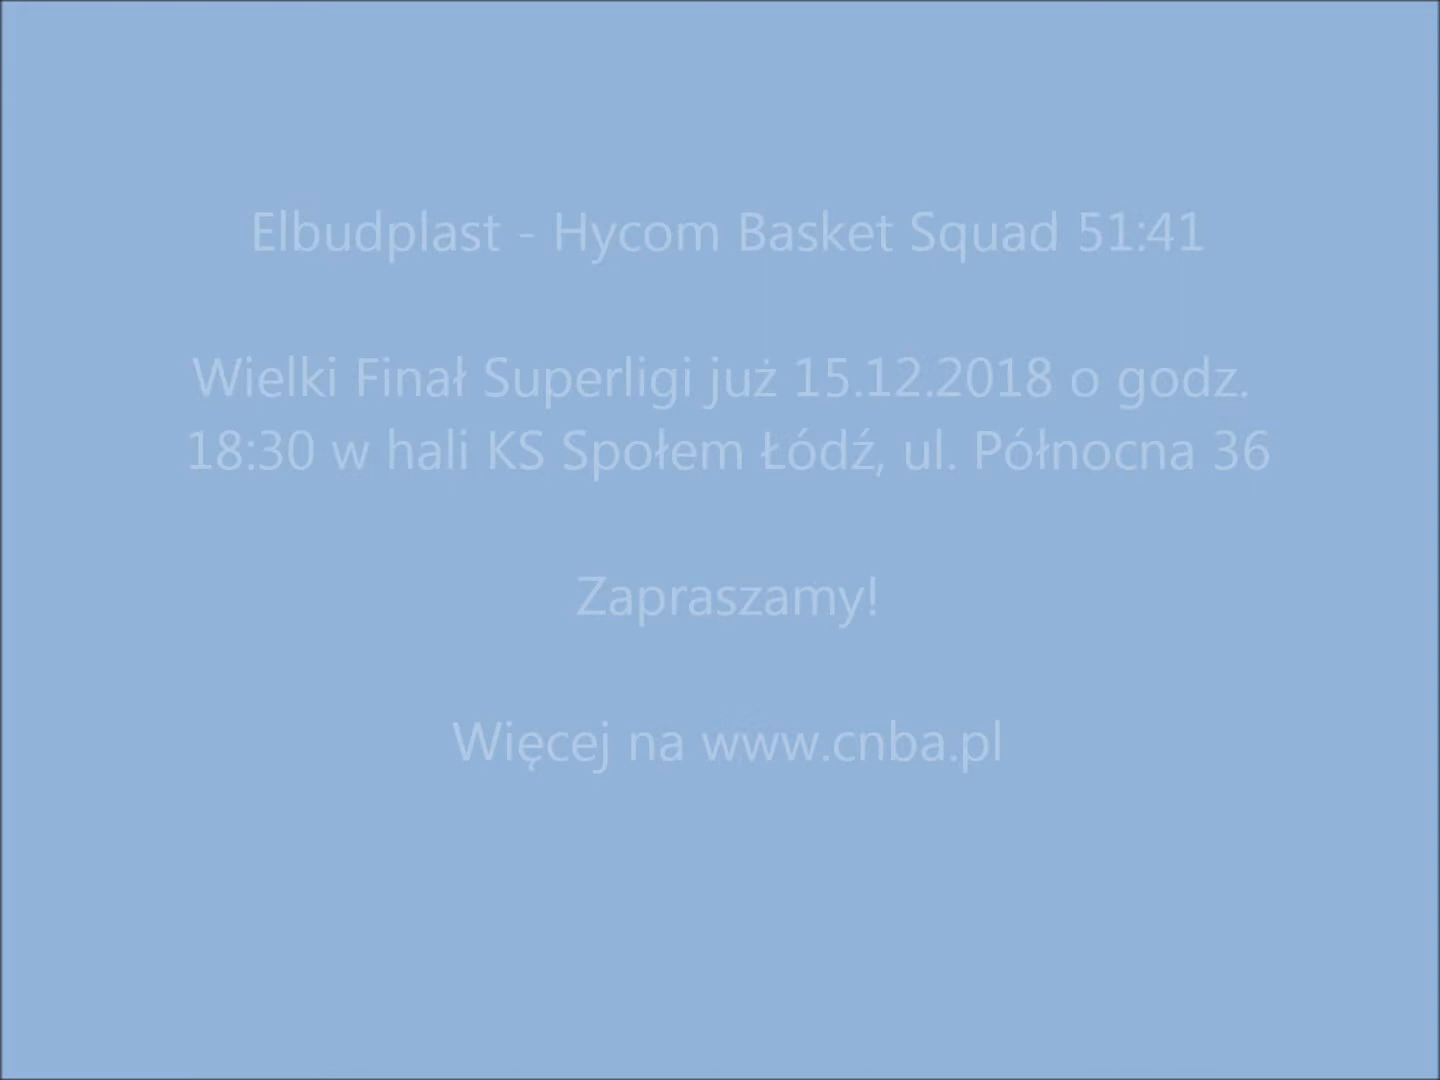 Elbudplast - Hycom Basket Squad 51:41
Wielki Finał Superligi już 15.12.2018 o godz.
18:30 w hali KS Społem Łódź, ul. Północna 36
Zapraszamy!
Więcej na www.cnba.pl